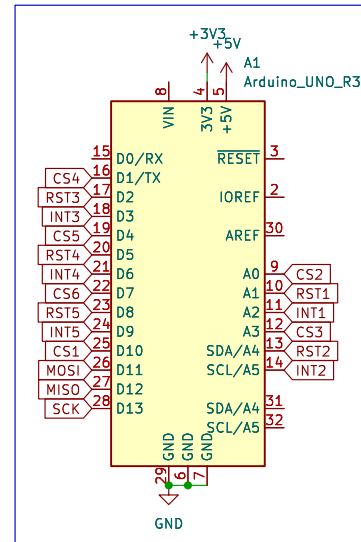 +3V3
+5V
A1
Arduino_UNO_R3
8
4
5
VIN
3V3
+5V
15 D0/RX
RESET 3
CS4 16 D1/TX
RST3 17 D2
IOREF 2
INT3 18 D3
CS5 19 D4
AREF 30
RST4 20 D5
INT4 21 D6
A0 9 CS2
CS6 22 D7
A1 10 RST1
RST5 23 D8
A2 11 INT1
INT5 24 D9
A3 12 CS3
CS1 25 D10
SDA/A4 13 RST2
MOSI 26 D11
SCL/A5 14 INT2
MISO 27 D12
SCK 28 D13
SDA/A4 31
SCL/A5 32
GND
GND
GND
29
6
7
GND